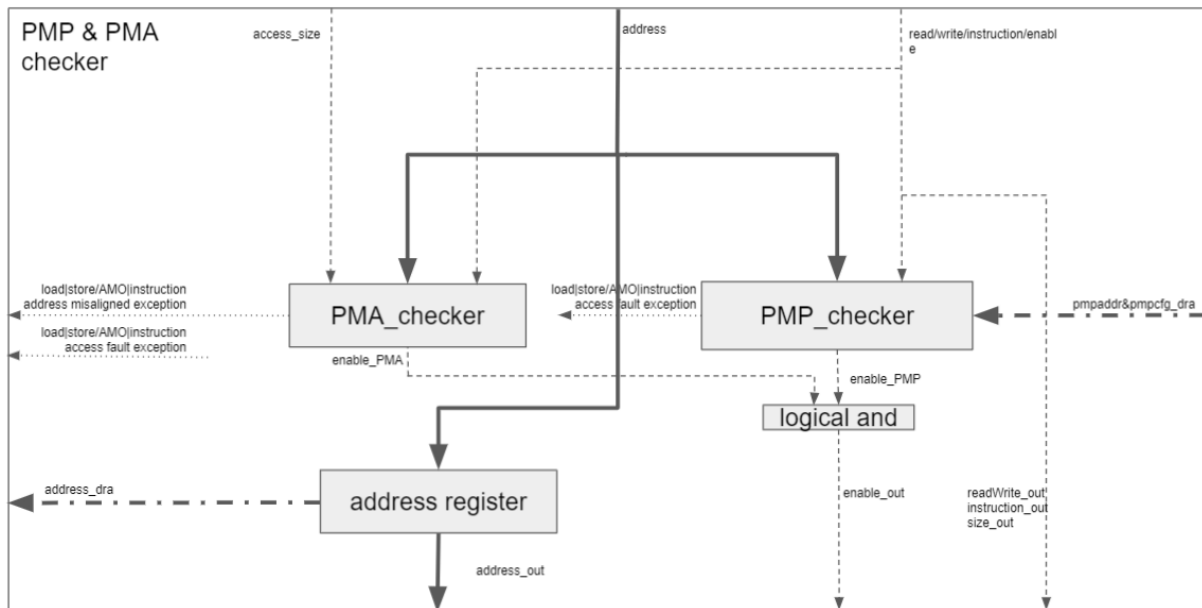 PMP & PMA
checker
access_size
address
read/write/instruction/enabl
e
load|store/AMO|instruction
address misaligned exception
load|store/AMO|instruction
access fault exception
PMA_checker
load|store/AMO|instruction
access fault exception
PMP_checker
pmpaddr&pmpcfg_dra
enable_PMA
enable_PMP
logical and
address_dra
address register
enable_out
readWrite_out
instruction_out
size_out
address_out